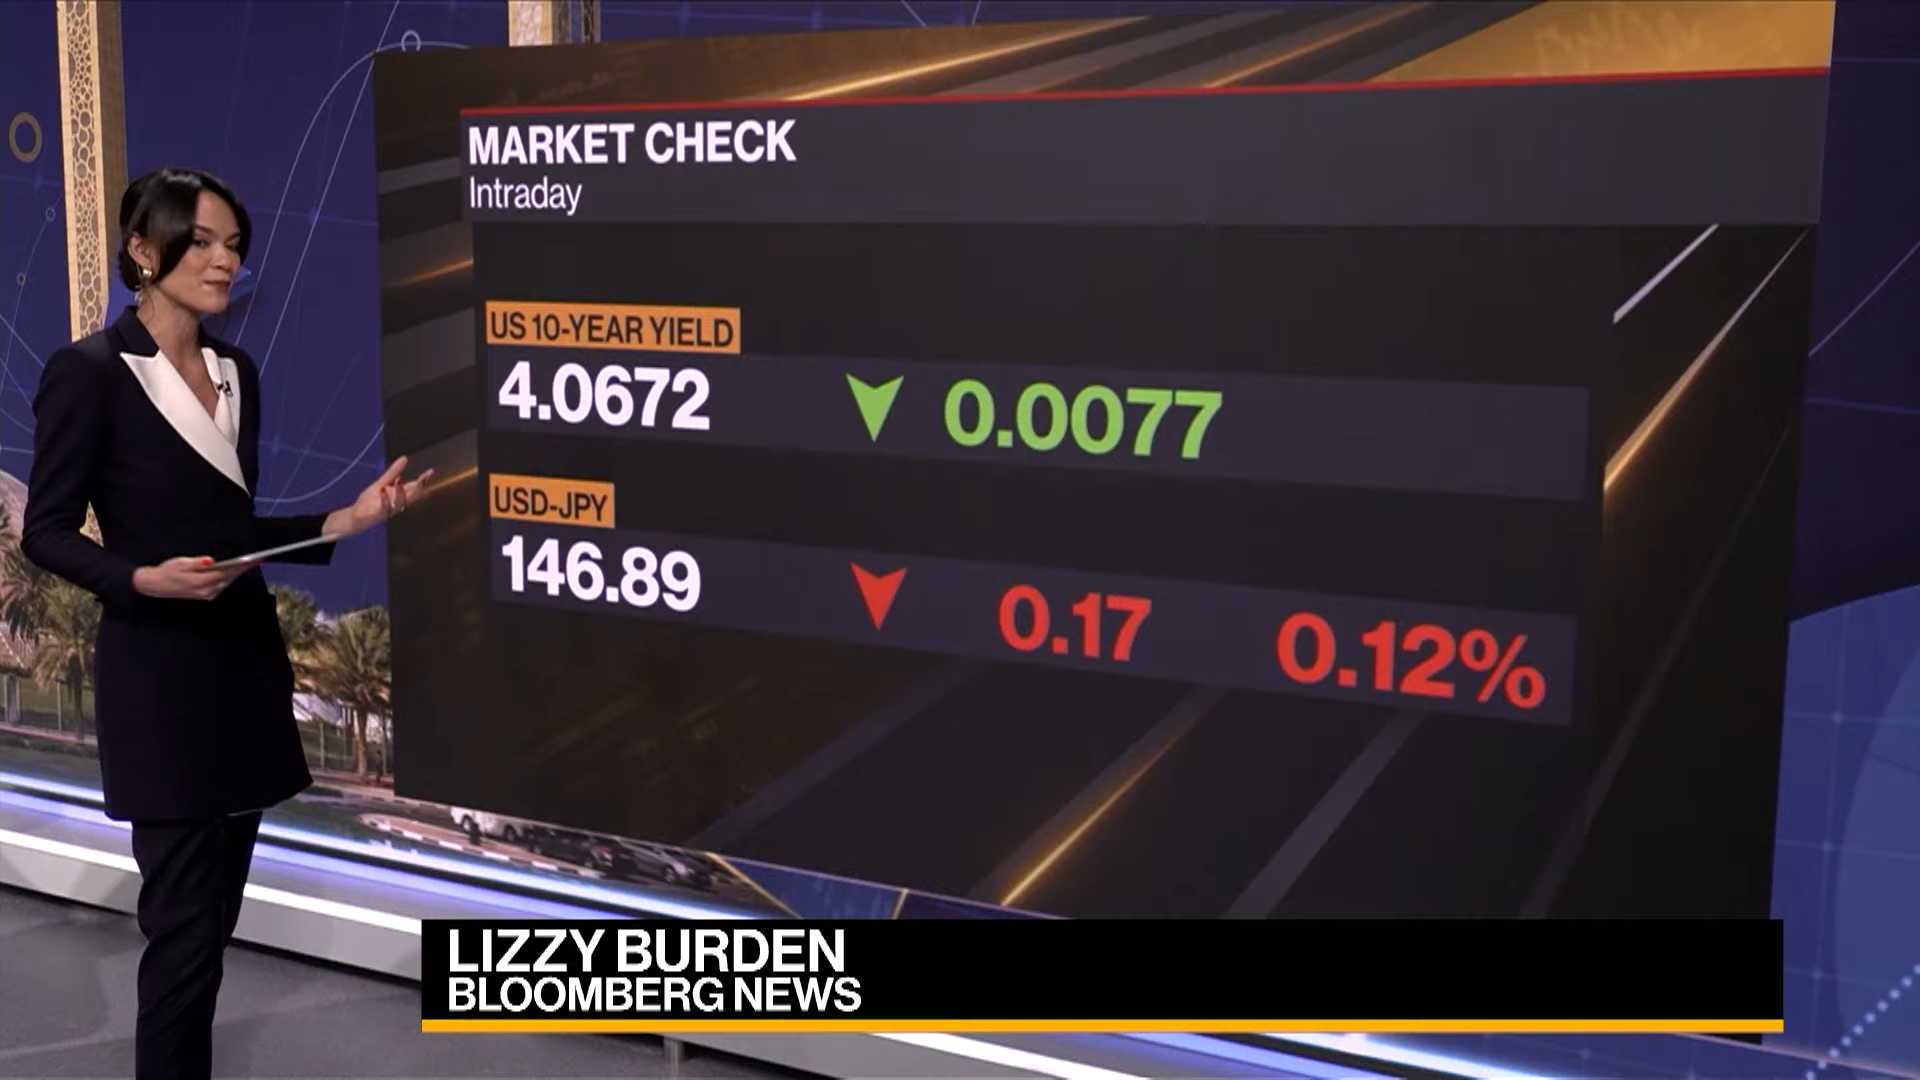 MARKET CHECK
Intraday
US 10-YEAR YIELD
4.0672 0.0077
USD-JPY
146.89 0.17 0.12%
LIZZY BURDEN
BLOOMBERG NEWS